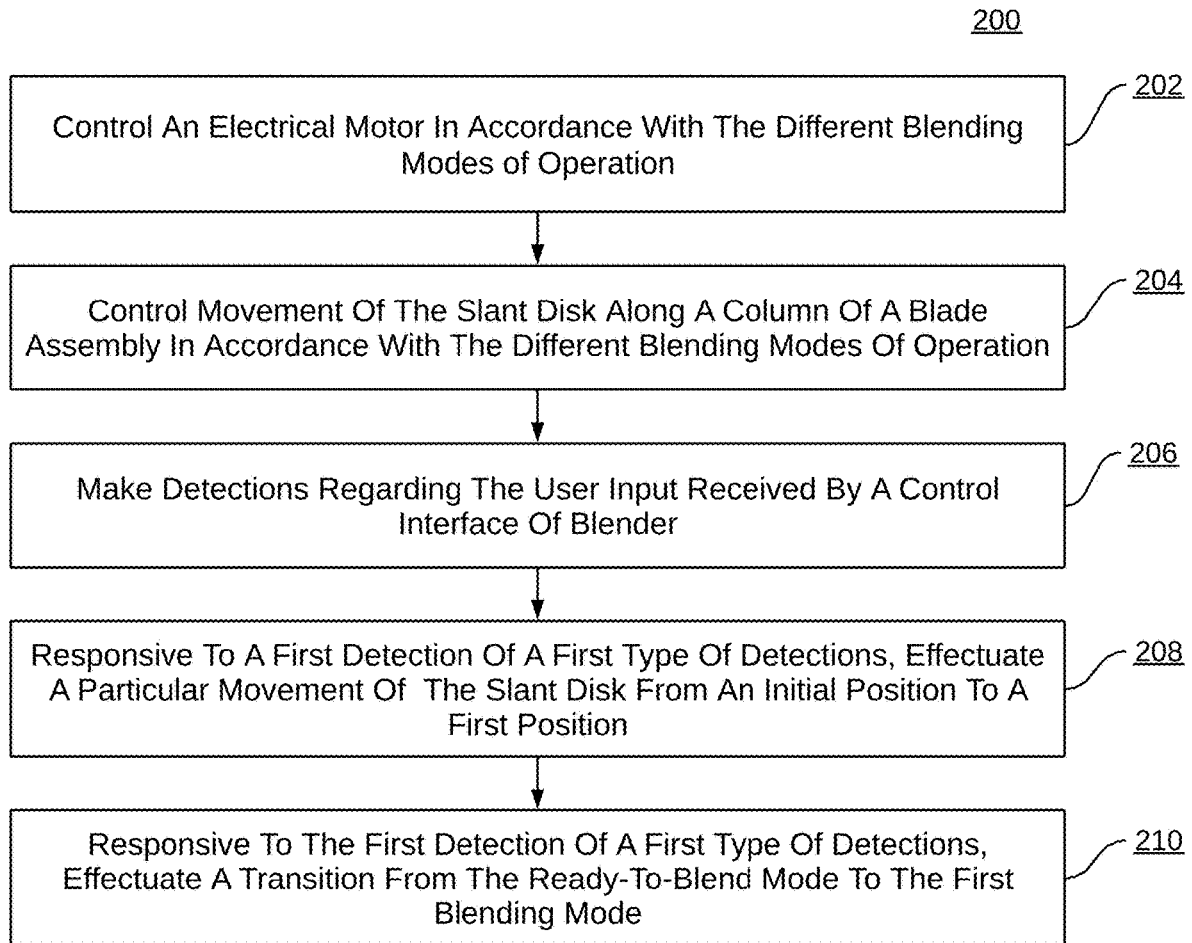 200
202
Control An Electrical Motor In Accordance With The Different Blending
Modes of Operation
204
Control Movement Of The Slant Disk Along A Column Of A Blade
Assembly In Accordance With The Different Blending Modes Of Operation
206
Make Detections Regarding The User Input Received By A Control
Interface Of Blender
208
Responsive To A First Detection Of A First Type Of Detections, Effectuate
A Particular Movement Of The Slant Disk From An Initial Position To A
First Position
210
Responsive To The First Detection Of A First Type Of Detections,
Effectuate A Transition From The Ready-To-Blend Mode To The First
Blending Mode